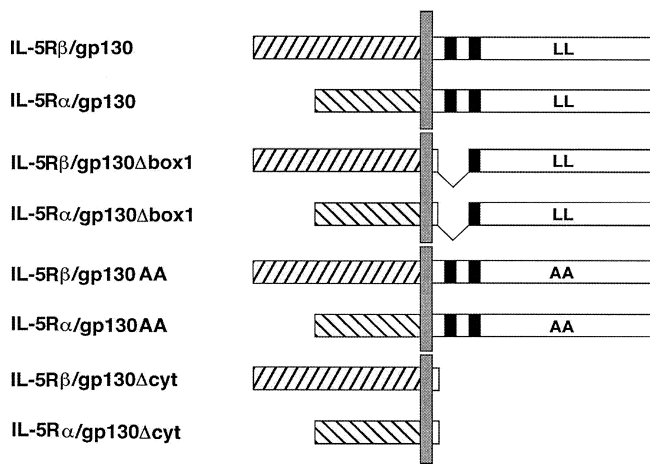 IL-5Rβ/gp130 LL
IL-5Rα/gp130 LL
IL-5Rβ/gp130Δbox1 LL
IL-5Rα/gp130Δbox1 LL
IL-5Rβ/gp130 AA AA
IL-5Rα/gp130AA AA
IL-5Rβ/gp130Δcyt
IL-5Rα/gp130Δcyt